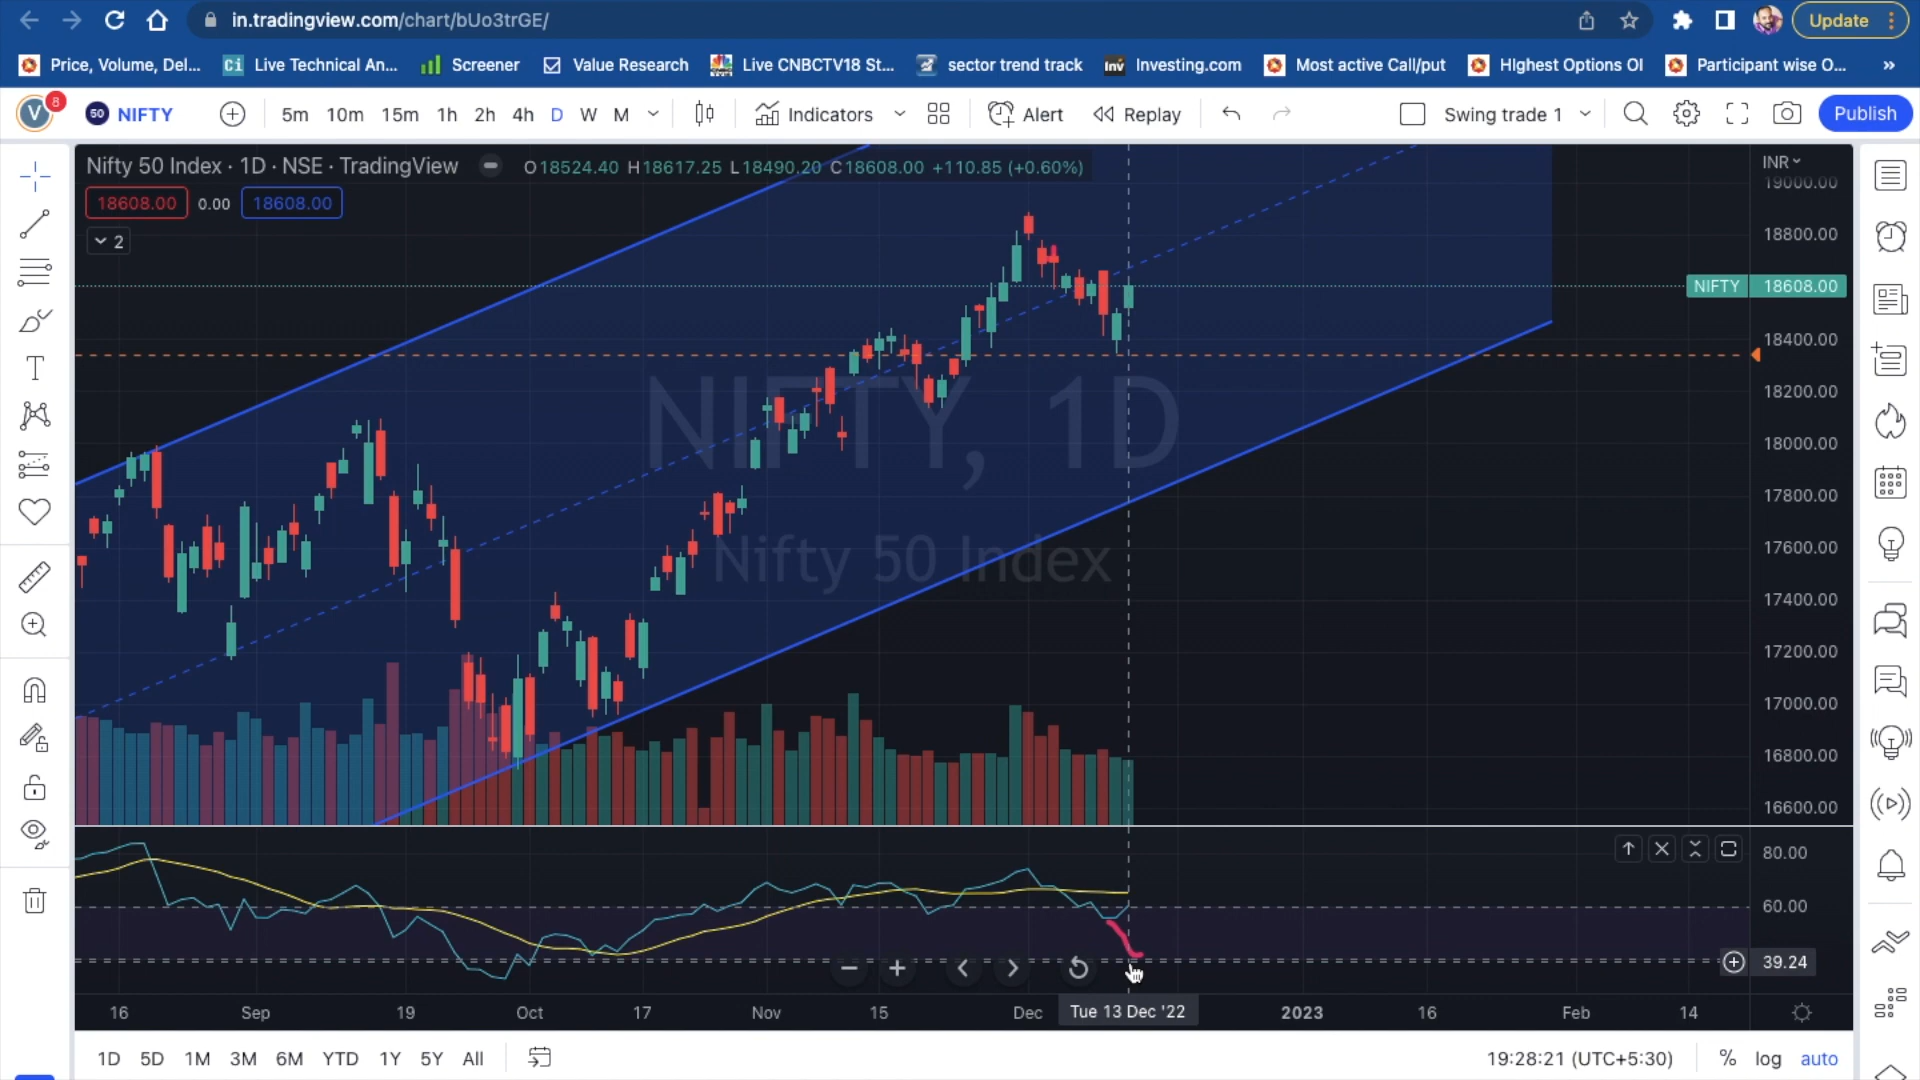 in.tradingview.com/chart/bUo3trGE/
Update
Price, Volume, Del...
Ci Live Technical An...
Screener
Value Research
Live CNBCTV18 St...
sector trend track
Inv Investing.com
Most active Call/put
HIghest Options OI
Participant wise O...
»
V 8
50 NIFTY
5m 10m 15m 1h 2h 4h D W M
Indicators
Alert
Replay
Swing trade 1
Publish
Nifty 50 Index · 1D · NSE · TradingView
O18524.40 H18617.25 L18490.20 C18608.00 +110.85 (+0.60%)
INR
18608.00 0.00 18608.00
2
19000.00
18800.00
NIFTY 18608.00
18400.00
18200.00
18000.00
17800.00
17600.00
17400.00
17200.00
17000.00
16800.00
16600.00
NIFTY, 1D
Nifty 50 Index
80.00
60.00
39.24
16 Sep 19 Oct 17 Nov 15 Dec Tue 13 Dec '22 2023 16 Feb 14
1D 5D 1M 3M 6M YTD 1Y 5Y All
19:28:21 (UTC+5:30) % log auto